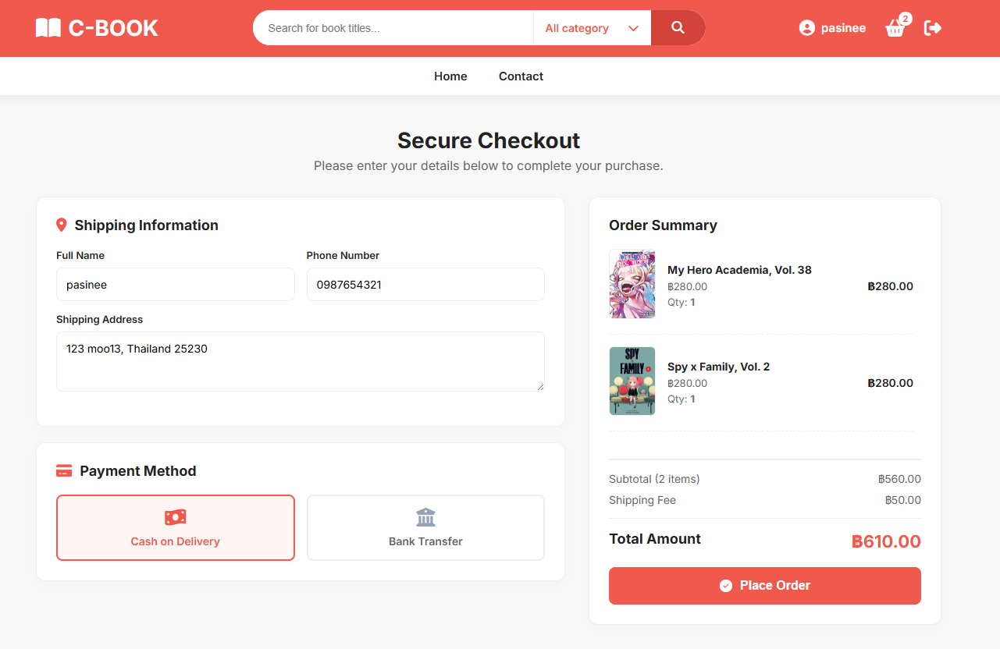 C-BOOK
Search for book titles...
All category
pasinee
2
Home
Contact
Secure Checkout
Please enter your details below to complete your purchase.
Shipping Information
Full Name
Phone Number
pasinee
0987654321
Shipping Address
123 moo13, Thailand 25230
Payment Method
Cash on Delivery
Bank Transfer
Order Summary
My Hero Academia, Vol. 38
฿280.00
Qty: 1
฿280.00
SPY
FAMILY
Spy x Family, Vol. 2
฿280.00
Qty: 1
฿280.00
Subtotal (2 items)
฿560.00
Shipping Fee
฿50.00
Total Amount
฿610.00
Place Order